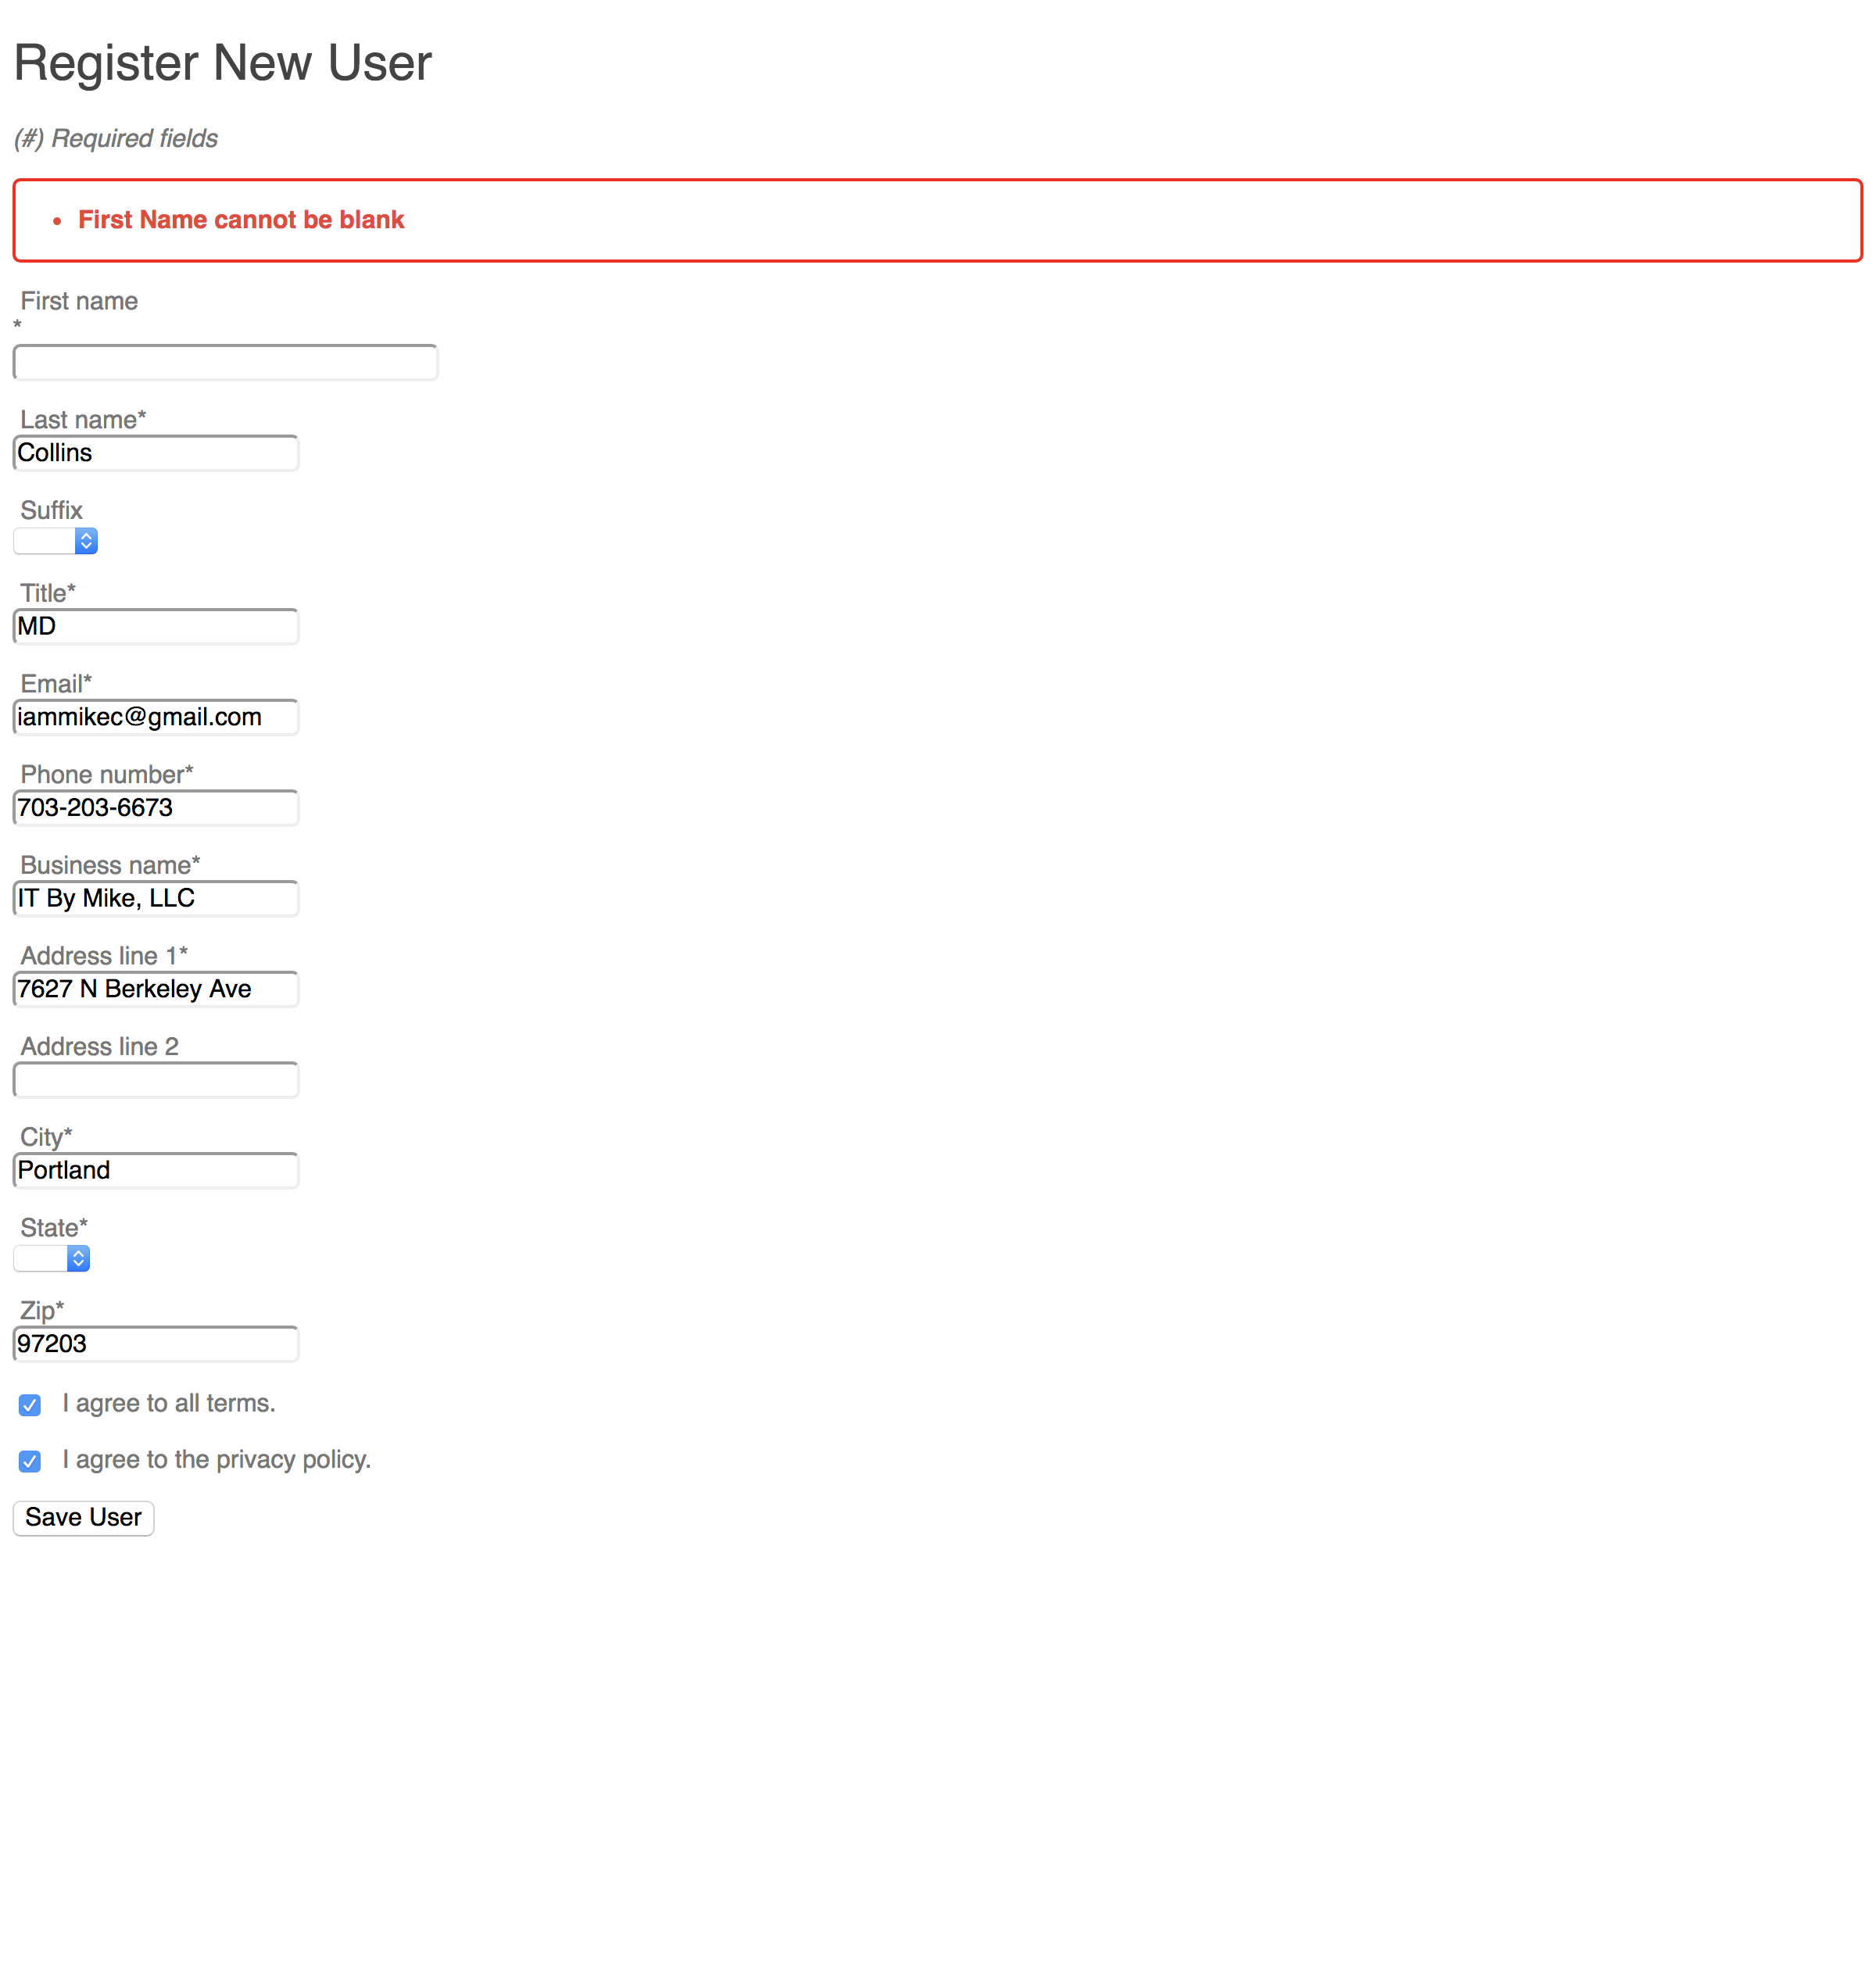 Register New User
(#) Required fields
• First Name cannot be blank
First name
*
Last name*
Collins
Suffix
Title*
MD
Email*
iammikec@gmail.com
Phone number*
703-203-6673
Business name*
IT By Mike, LLC
Address line 1*
7627 N Berkeley Ave
Address line 2
City*
Portland
State*
Zip*
97203
I agree to all terms.
I agree to the privacy policy.
Save User